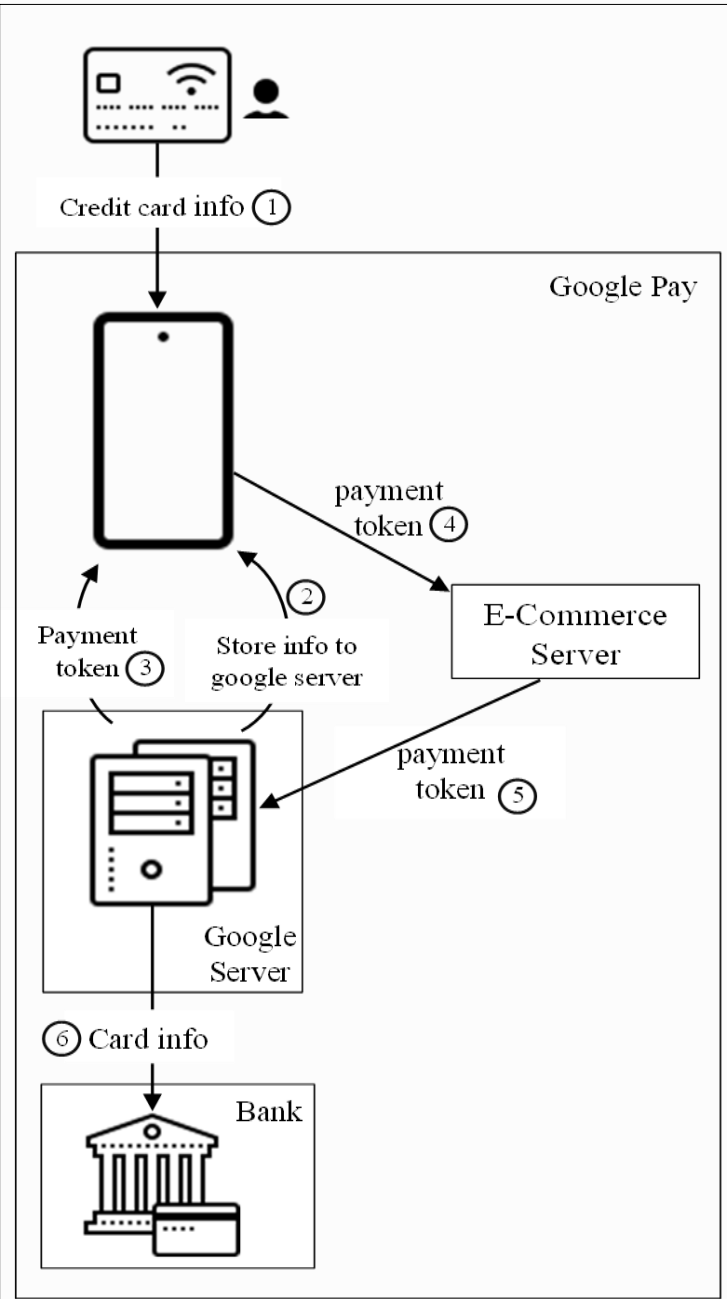 Credit card info 1
Google Pay
payment
token 4
2
Payment
token 3
Store info to
google server
E-Commerce
Server
payment
token 5
Google
Server
6 Card info
Bank